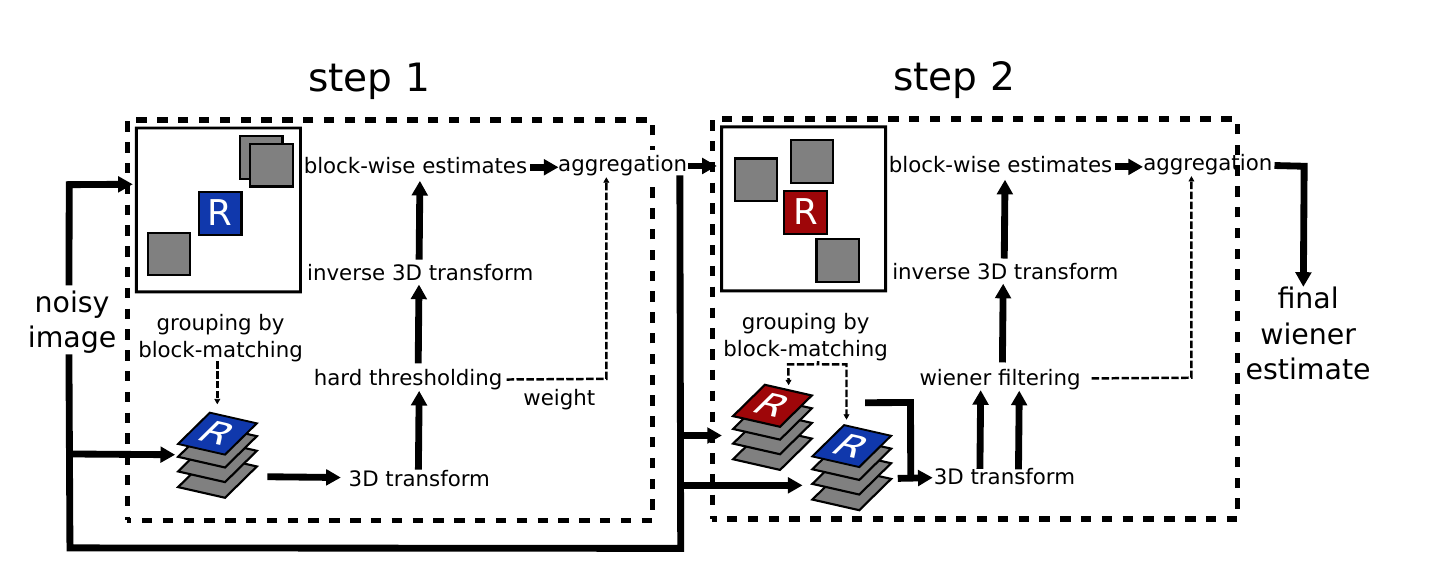 step 1
step 2
block-wise estimates
aggregation
block-wise estimates
aggregation
R
R
inverse 3D transform
inverse 3D transform
noisy
image
final
wiener
estimate
grouping by
block-matching
grouping by
block-matching
hard thresholding
weight
wiener filtering
R
R
R
3D transform
3D transform